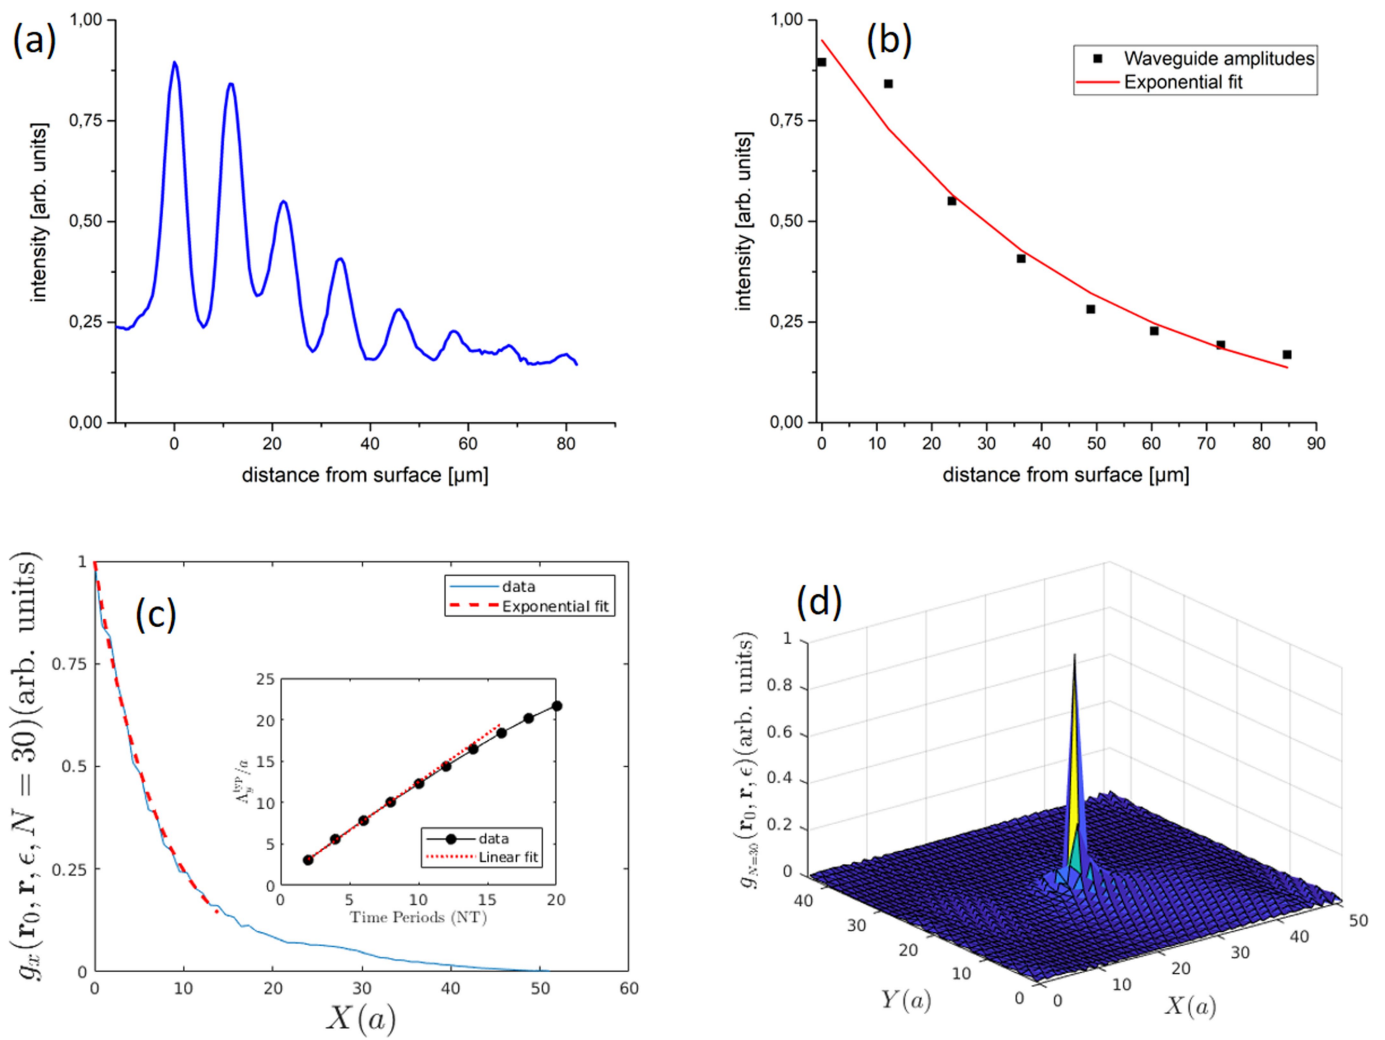 (a)
1,00
0,75
0,50
0,25
0,00
intensity [arb. units]
0 20 40 60 80
distance from surface [µm]
(b)
1,00
0,75
0,50
0,25
0,00
intensity [arb. units]
Waveguide amplitudes
Exponential fit
0 10 20 30 40 50 60 70 80 90
distance from surface [µm]
(c)
1
0.75
0.5
0.25
0
g_x(r_0, r, ϵ, N = 30)(arb. units)
data
Exponential fit
25
20
15
10
5
0
Λ_y^typ/a
data
Linear fit
0 5 10 15 20
Time Periods (NT)
0 10 20 30 40 50 60
X(a)
(d)
1
0.8
0.6
0.4
0.2
0
g_{N=30}(r_0, r, ϵ)(arb. units)
40
30
20
10
0
Y(a)
0
10
20
30
40
50
X(a)